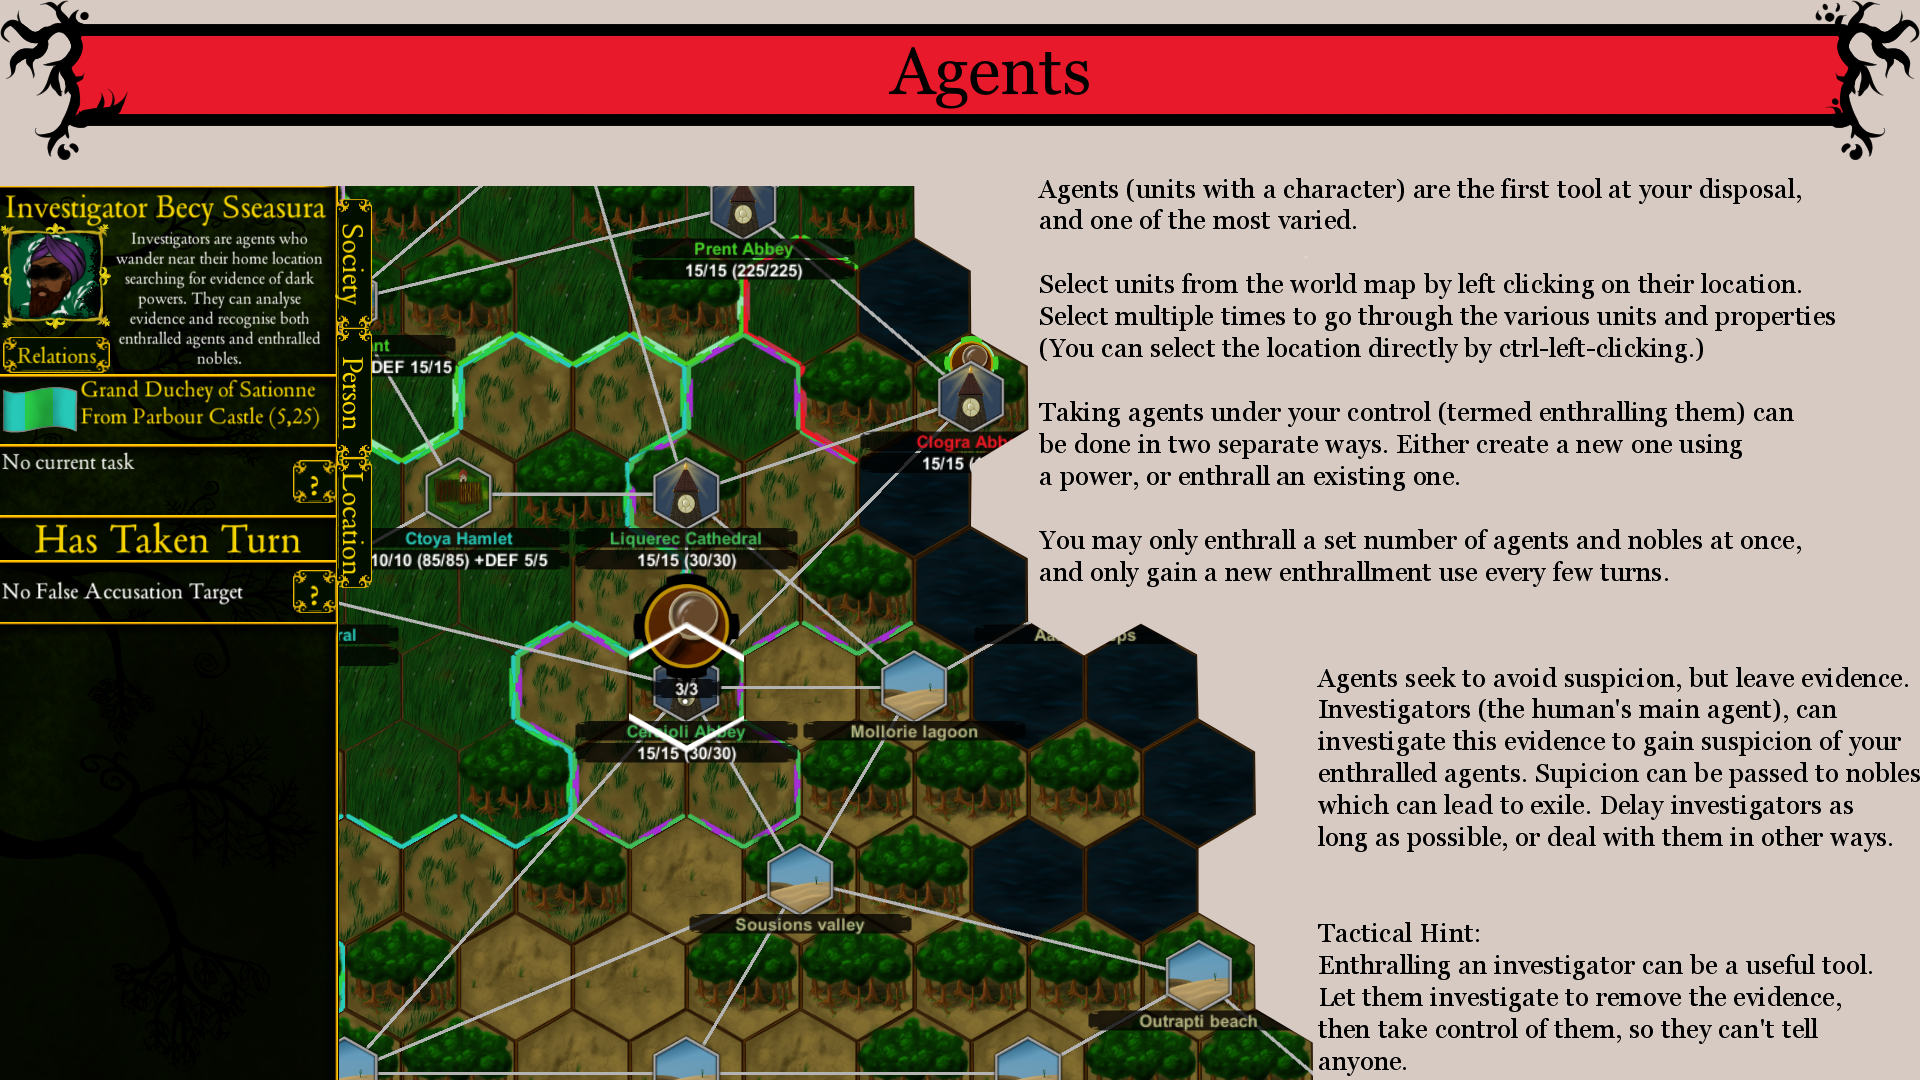 Agents
Investigator Becy Sseasura
Investigators are agents who
wander near their home location
searching for evidence of dark
powers. They can analyse
evidence and recognise both
enthralled agents and enthralled
nobles.
Relations
Grand Duchey of Sationne
From Parbour Castle (5,25)
No current task
?
Has Taken Turn
No False Accusation Target
?
Society
Person
Location
Prent Abbey
15/15 (225/225)
DEF 15/15
Clogra Abb
15/15
Ctoya Hamlet
10/10 (85/85) +DEF 5/5
Liquerec Cathedral
15/15 (30/30)
3/3
Abbey
15/15 (30/30)
Mollorie lagoon
Sousions valley
Outrapti beach
Agents (units with a character) are the first tool at your disposal,
and one of the most varied.
Select units from the world map by left clicking on their location.
Select multiple times to go through the various units and properties
(You can select the location directly by ctrl-left-clicking.)
Taking agents under your control (termed enthralling them) can
be done in two separate ways. Either create a new one using
a power, or enthrall an existing one.
You may only enthrall a set number of agents and nobles at once,
and only gain a new enthrallment use every few turns.
Agents seek to avoid suspicion, but leave evidence.
Investigators (the human's main agent), can
investigate this evidence to gain suspicion of your
enthralled agents. Supicion can be passed to nobles
which can lead to exile. Delay investigators as
long as possible, or deal with them in other ways.
Tactical Hint:
Enthralling an investigator can be a useful tool.
Let them investigate to remove the evidence,
then take control of them, so they can't tell
anyone.